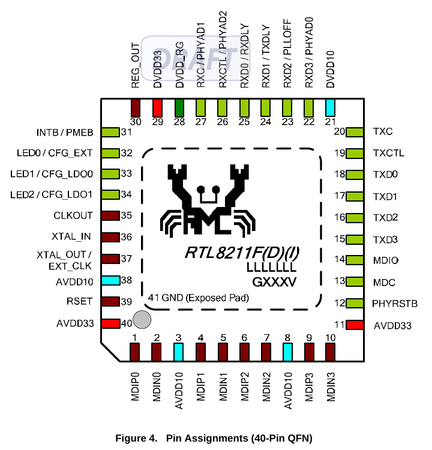 DRAFT
REG_OUT
DVDD33
DVDD_RG
RXC / PHYAD1
RXCTL / PHYAD2
RXD0 / RXDLY
RXD1 / TXDLY
RXD2 / PLLOFF
RXD3 / PHYAD0
DVDD10
30 29 28 27 26 25 24 23 22 21
INTB / PMEB 31
LED0 / CFG_EXT 32
LED1 / CFG_LDO0 33
LED2 / CFG_LDO1 34
CLKOUT 35
XTAL_IN 36
XTAL_OUT /
EXT_CLK 37
AVDD10 38
RSET 39
AVDD33 40
RTL8211F(D)(I)
LLLLLLL
GXXXV
41 GND (Exposed Pad)
20 TXC
19 TXCTL
18 TXD0
17 TXD1
16 TXD2
15 TXD3
14 MDIO
13 MDC
12 PHYRSTB
11 AVDD33
1 2 3 4 5 6 7 8 9 10
MDIP0
MDIN0
AVDD10
MDIP1
MDIN1
MDIP2
MDIN2
AVDD10
MDIP3
MDIN3
Figure 4. Pin Assignments (40-Pin QFN)